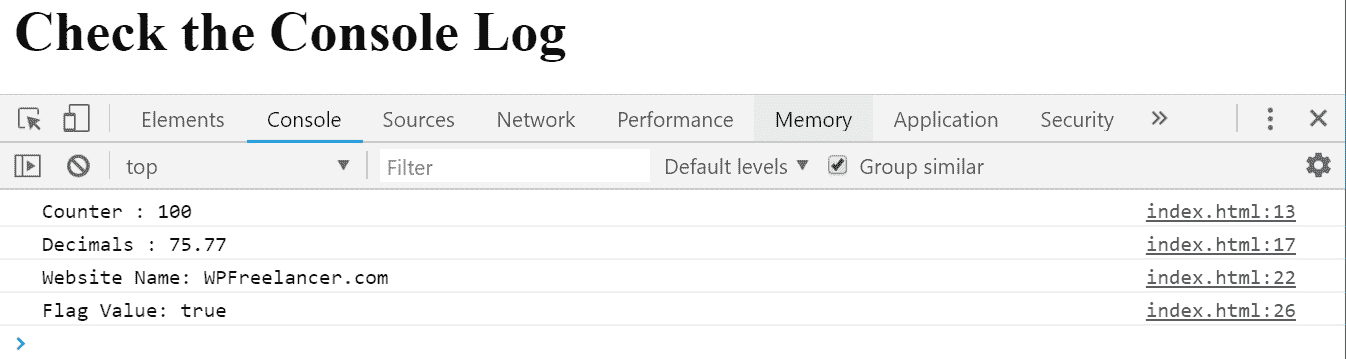 Check the Console Log
Elements Console Sources Network Performance Memory Application Security »
top Filter Default levels Group similar
Counter : 100 index.html:13
Decimals : 75.77 index.html:17
Website Name: WPFreelancer.com index.html:22
Flag Value: true index.html:26